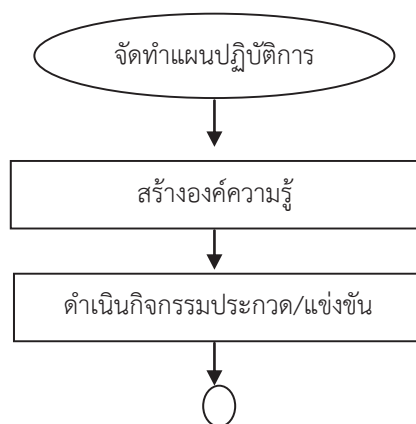 จัดทำแผนปฏิบัติการ
สร้างองค์ความรู้
ดำเนินกิจกรรมประกวด/แข่งขัน